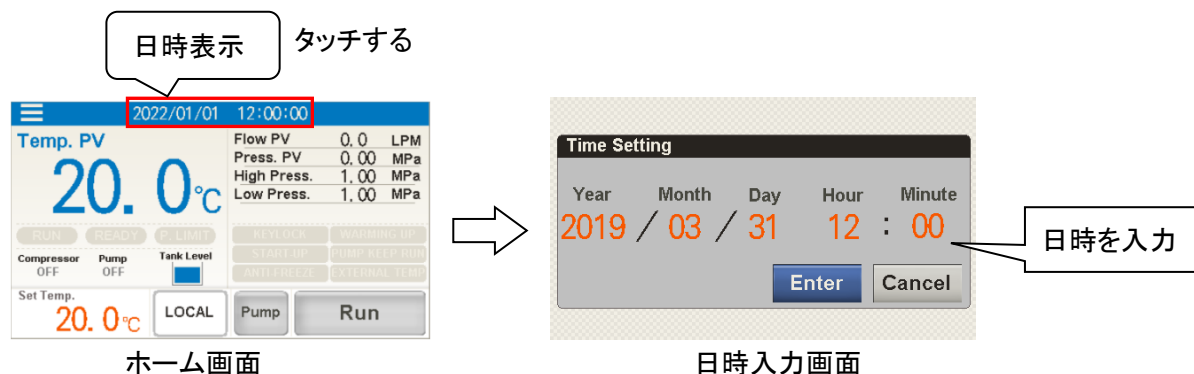 日時表示
タッチする
2022/01/01 12:00:00
Temp. PV
20.0℃
Flow PV 0.0 LPM
Press. PV 0.00 MPa
High Press. 1.00 MPa
Low Press. 1.00 MPa
RUN READY P. LIMIT
KEYLOCK WARMING UP
START UP PUMP KEEP RUN
ANTI FREEZE EXTERNAL TEMP
Compressor Pump Tank Level
OFF OFF
Set Temp.
20.0℃
LOCAL Pump Run
ホーム画面
Time Setting
Year Month Day Hour Minute
2019 / 03 / 31 12 : 00
Enter Cancel
日時を入力
日時入力画面